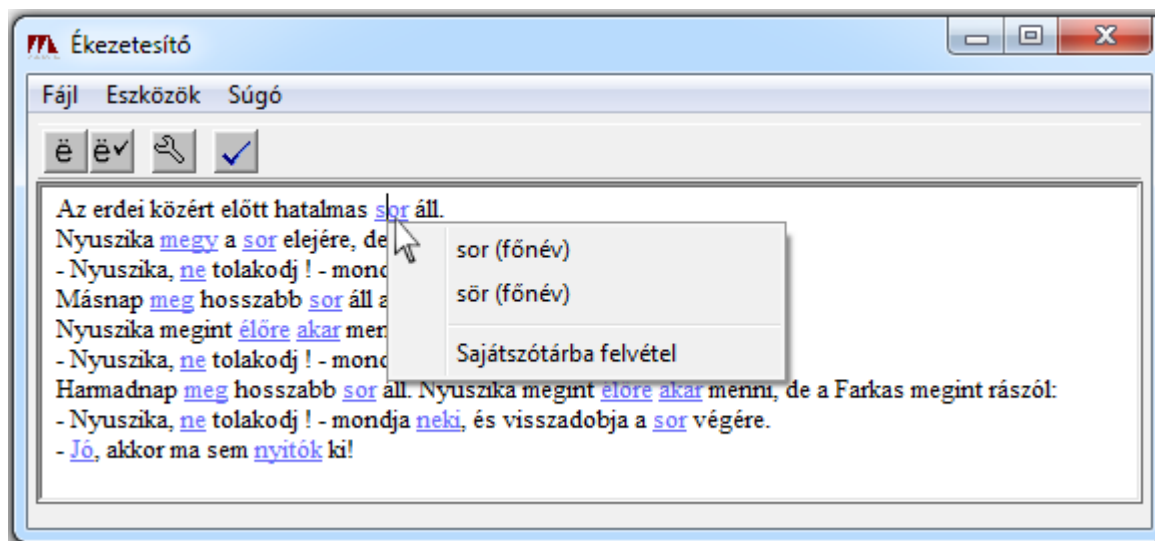 Ékezetesítő
Fájl Eszközök Súgó
ë ë
Az erdei közért előtt hatalmas sor áll.
Nyuszika megy a sor elejére, de
- Nyuszika, ne tolakodj ! - mond
Másnap meg hosszabb sor áll a
Nyuszika megint élőre akar men
- Nyuszika, ne tolakodj ! - mond
Harmadnap meg hosszabb sor áll. Nyuszika megint élőre akar menni, de a Farkas megint rászól:
- Nyuszika, ne tolakodj ! - mondja neki, és visszadobja a sor végére.
- Jó, akkor ma sem nyítók ki!
sor (főnév)
sör (főnév)
Sajátszótárba felvétel